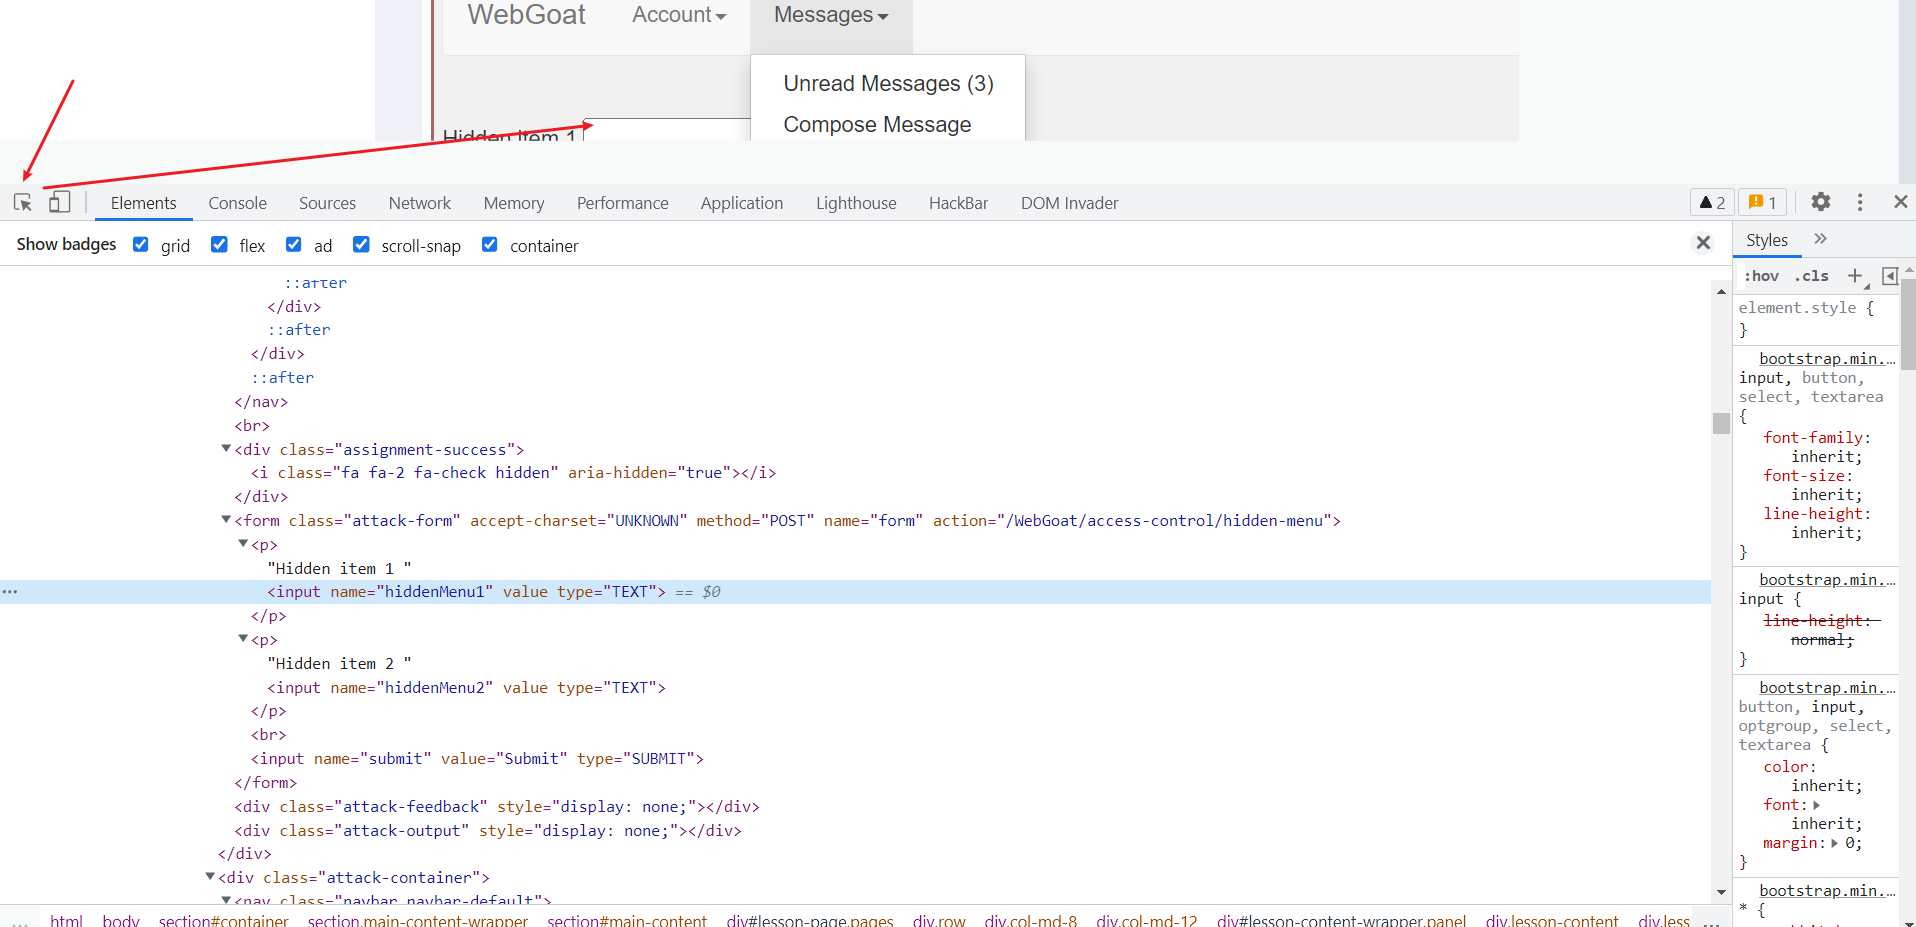 WebGoat Account Messages
Unread Messages (3)
Compose Message
Hidden item 1
Elements Console Sources Network Memory Performance Application Lighthouse HackBar DOM Invader 2 1
Show badges grid flex ad scroll-snap container
Styles
:hov .cls
::after
</div>
::after
</div>
::after
</nav>
<br>
<div class="assignment-success">
<i class="fa fa-2 fa-check hidden" aria-hidden="true"></i>
</div>
<form class="attack-form" accept-charset="UNKNOWN" method="POST" name="form" action="/WebGoat/access-control/hidden-menu">
<p>
"Hidden item 1 "
<input name="hiddenMenu1" value type="TEXT"> == $0
</p>
<p>
"Hidden item 2 "
<input name="hiddenMenu2" value type="TEXT">
</p>
<br>
<input name="submit" value="Submit" type="SUBMIT">
</form>
<div class="attack-feedback" style="display: none;"></div>
<div class="attack-output" style="display: none;"></div>
</div>
<div class="attack-container">
<nav class="navbar navbar-default">
element.style {
}
bootstrap.min.…
input, button,
select, textarea
{
font-family:
inherit;
font-size:
inherit;
line-height:
inherit;
}
bootstrap.min.…
input {
line-height:
normal;
}
bootstrap.min.…
button, input,
optgroup, select,
textarea {
color:
inherit;
font:
inherit;
margin: 0;
}
bootstrap.min.…
* {
... html body section#container section.main-content-wrapper section#main-content div#lesson-page.pages div.row div.col-md-8 div.col-md-12 div#lesson-content-wrapper.panel div.lesson-content div.less ...